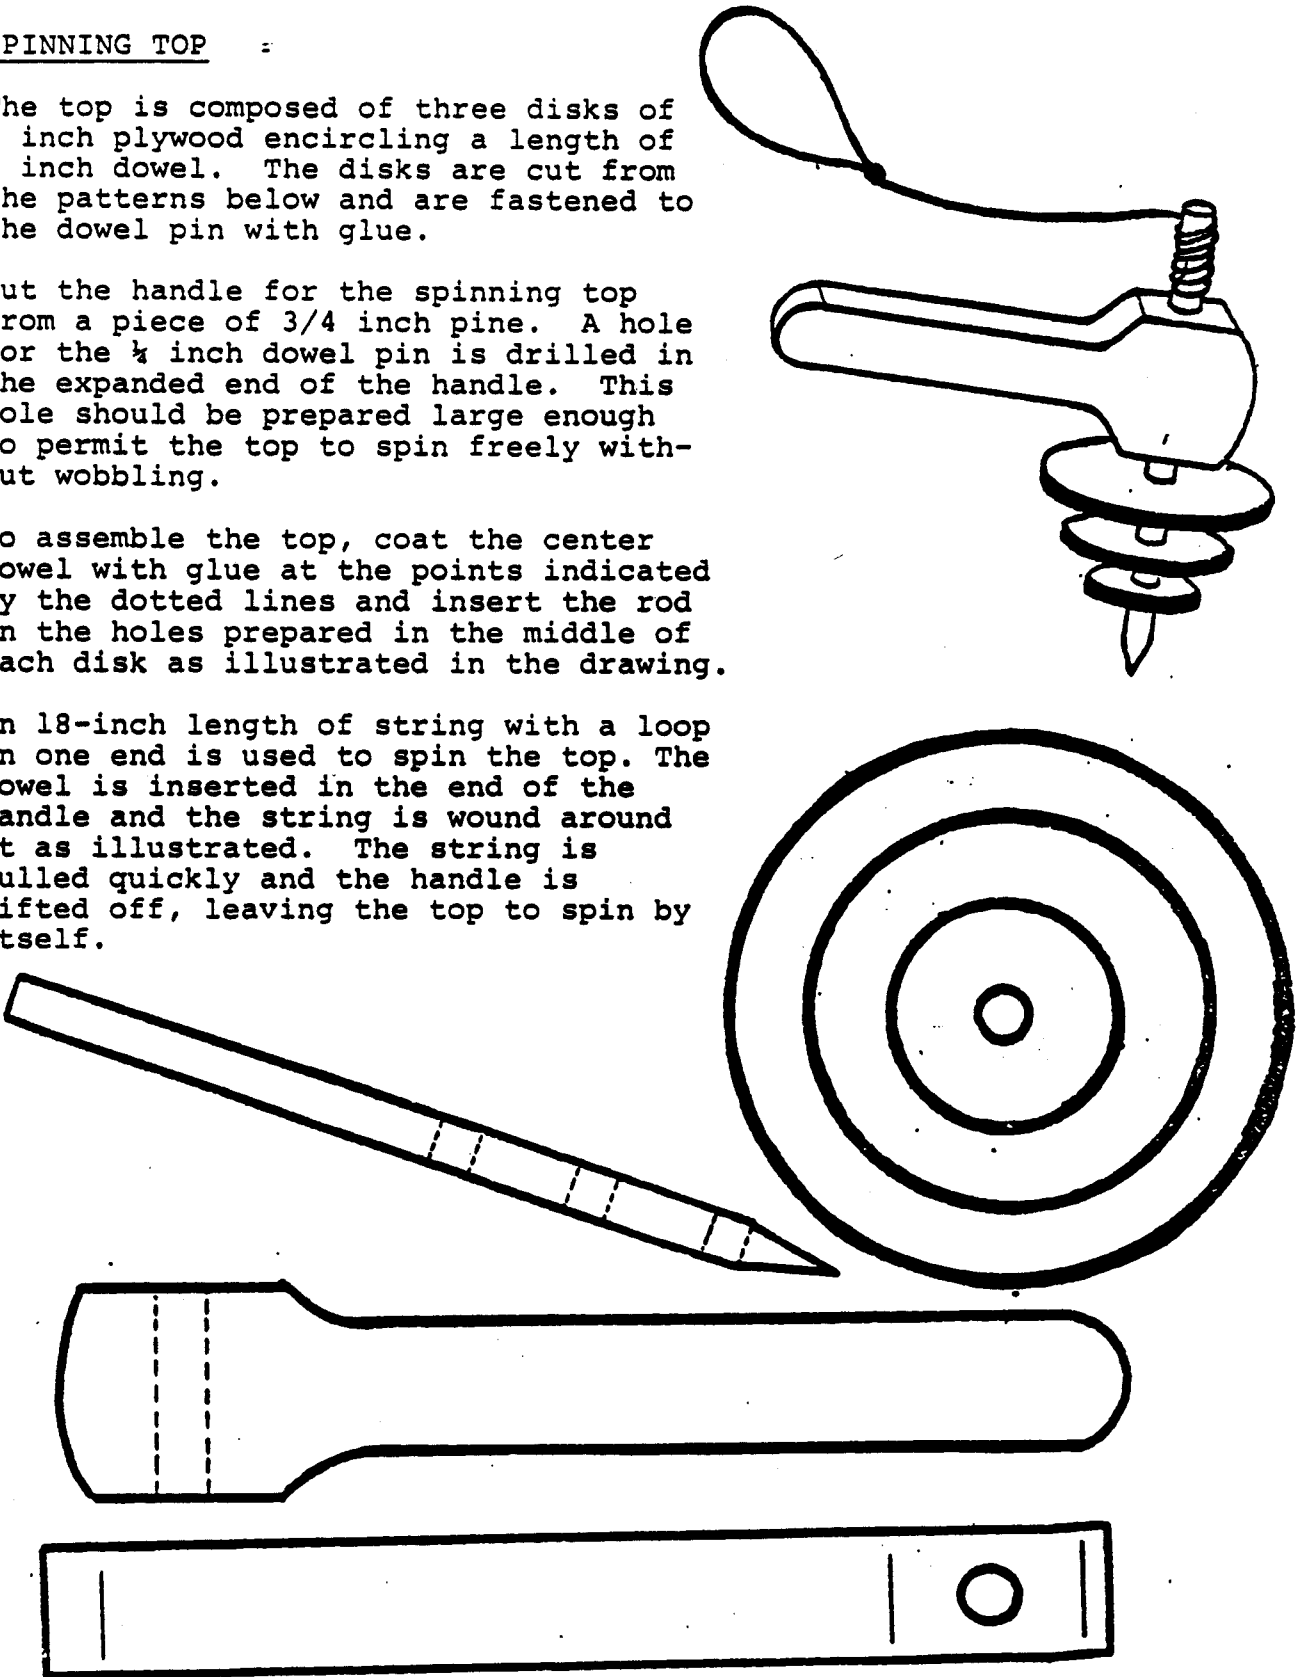 PINNING TOP
he top is composed of three disks of
inch plywood encircling a length of
inch dowel. The disks are cut from
he patterns below and are fastened to
he dowel pin with glue.
ut the handle for the spinning top
rom a piece of 3/4 inch pine. A hole
or the ¼ inch dowel pin is drilled in
he expanded end of the handle. This
ole should be prepared large enough
o permit the top to spin freely with-
ut wobbling.
o assemble the top, coat the center
owel with glue at the points indicated
y the dotted lines and insert the rod
n the holes prepared in the middle of
ach disk as illustrated in the drawing.
n 18-inch length of string with a loop
n one end is used to spin the top. The
owel is inserted in the end of the
andle and the string is wound around
t as illustrated. The string is
ulled quickly and the handle is
ifted off, leaving the top to spin by
tself.